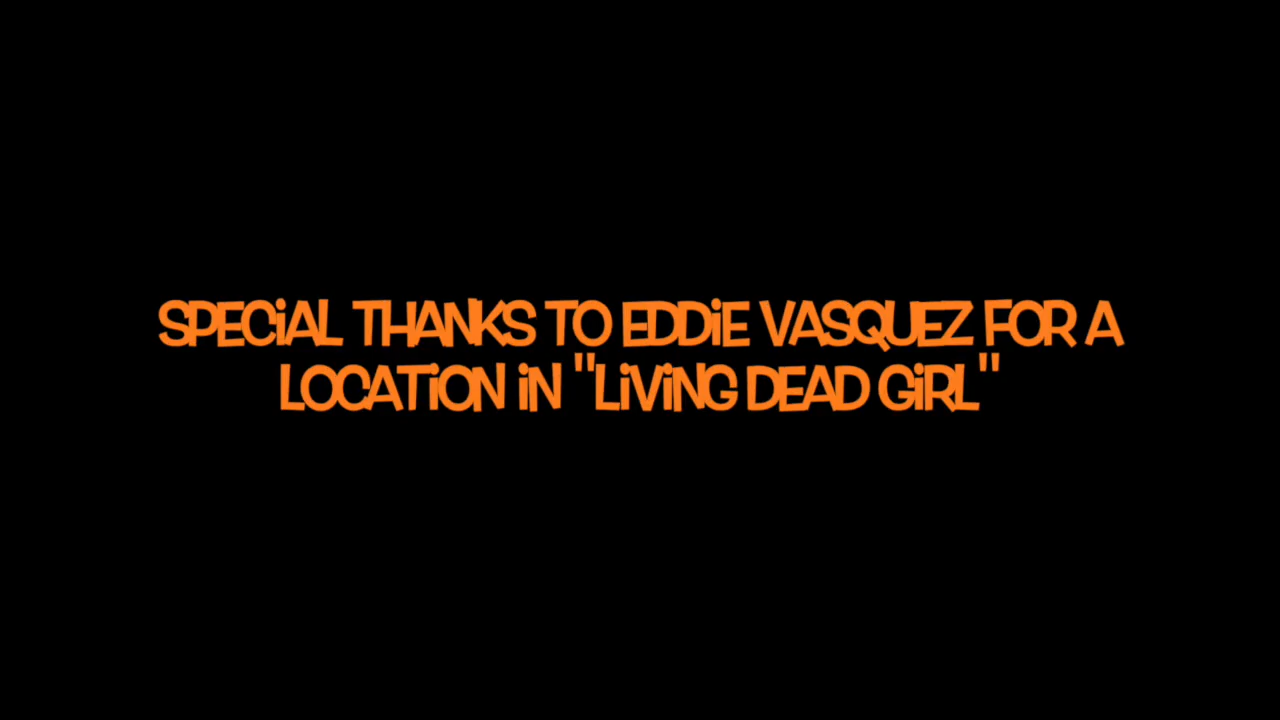 SPECiAL THANKS TO EDDiE VASQUEZ FOR A
LOCATiON iN "LiViNG DEAD GiRL"